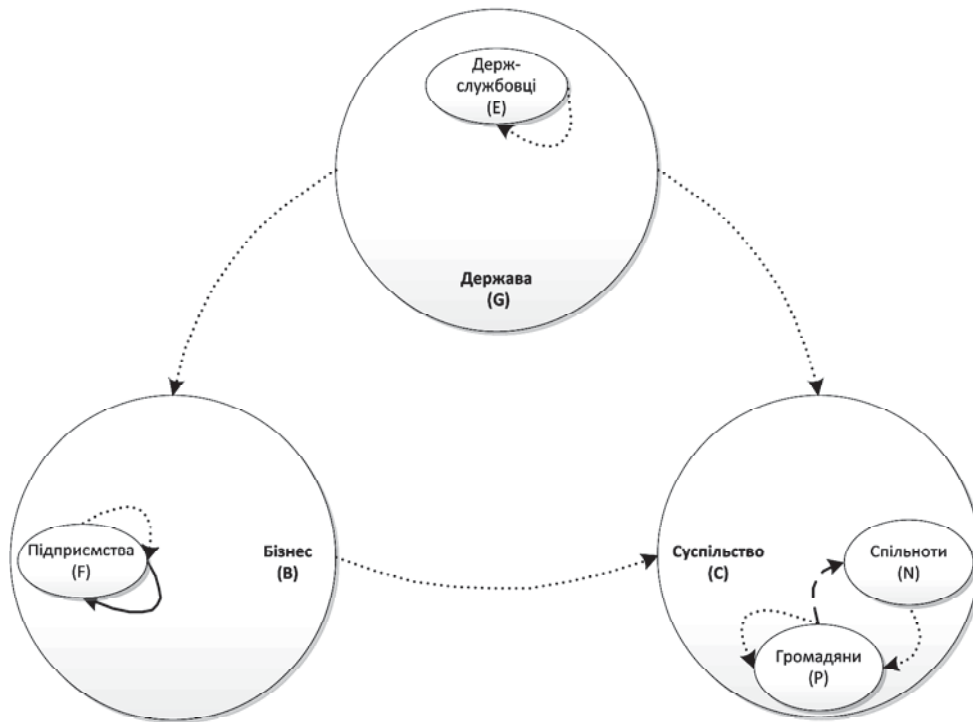 Держ-
службовці
(E)
Держава
(G)
Підприємства
(F)
Бізнес
(B)
Суспільство
(C)
Спільноти
(N)
Громадяни
(P)